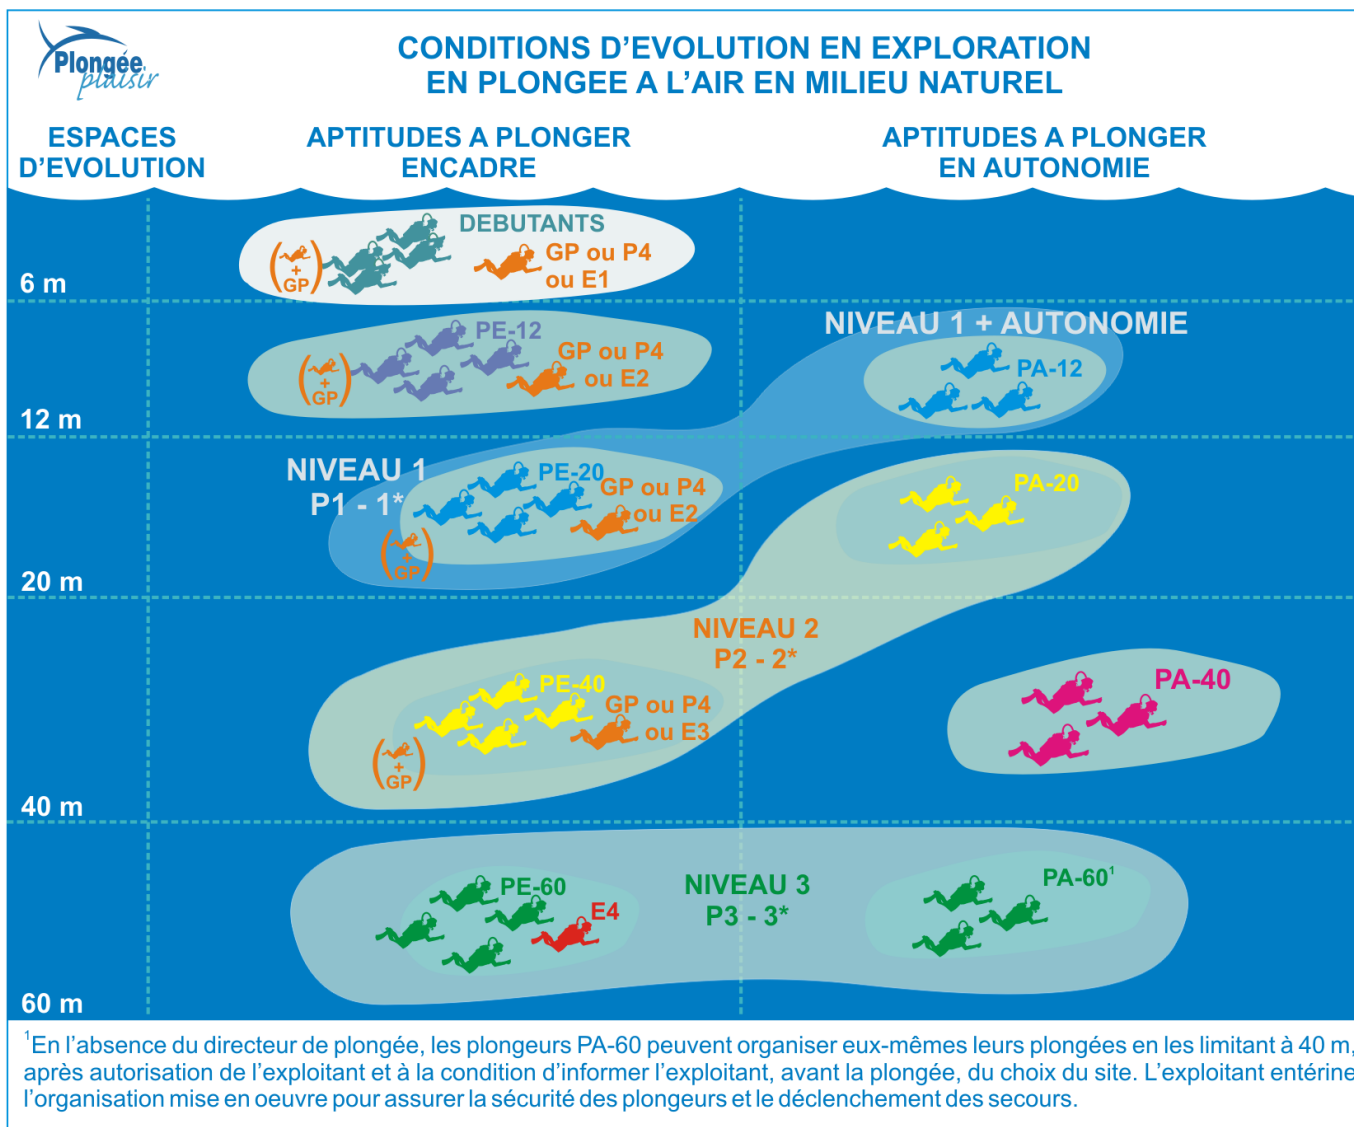 Plongée
plaisir
CONDITIONS D'EVOLUTION EN EXPLORATION
EN PLONGEE A L'AIR EN MILIEU NATUREL
ESPACES
D'EVOLUTION
APTITUDES A PLONGER
ENCADRE
APTITUDES A PLONGER
EN AUTONOMIE
DEBUTANTS
(+
GP)
GP ou P4
ou E1
6 m
PE-12
(+
GP)
GP ou P4
ou E2
NIVEAU 1 + AUTONOMIE
PA-12
12 m
NIVEAU 1
P1 - 1*
PE-20
GP ou P4
ou E2
(+
GP)
PA-20
20 m
NIVEAU 2
P2 - 2*
PE-40
GP ou P4
ou E3
(+
GP)
PA-40
40 m
PE-60
E4
NIVEAU 3
P3 - 3*
PA-60¹
60 m
¹En l'absence du directeur de plongée, les plongeurs PA-60 peuvent organiser eux-mêmes leurs plongées en les limitant à 40 m,
après autorisation de l'exploitant et à la condition d'informer l'exploitant, avant la plongée, du choix du site. L'exploitant entérine
l'organisation mise en oeuvre pour assurer la sécurité des plongeurs et le déclenchement des secours.